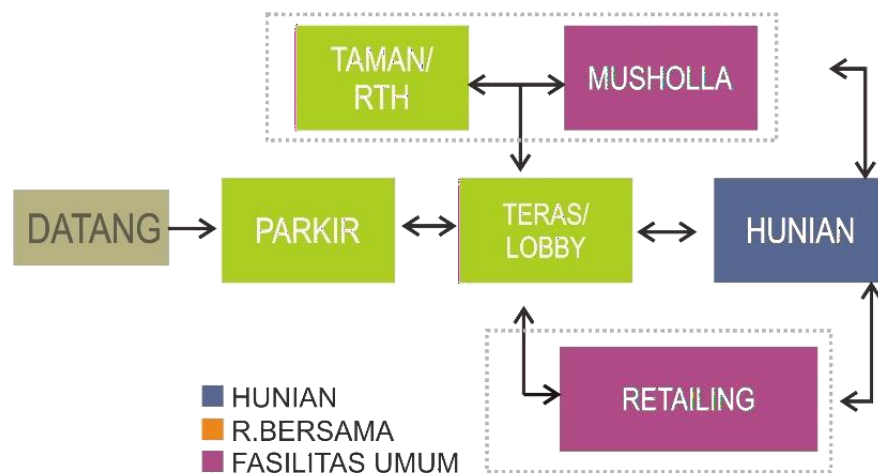 TAMAN/
RTH
MUSHOLLA
DATANG
PARKIR
TERAS/
LOBBY
HUNIAN
RETAILING
HUNIAN
R.BERSAMA
FASILITAS UMUM